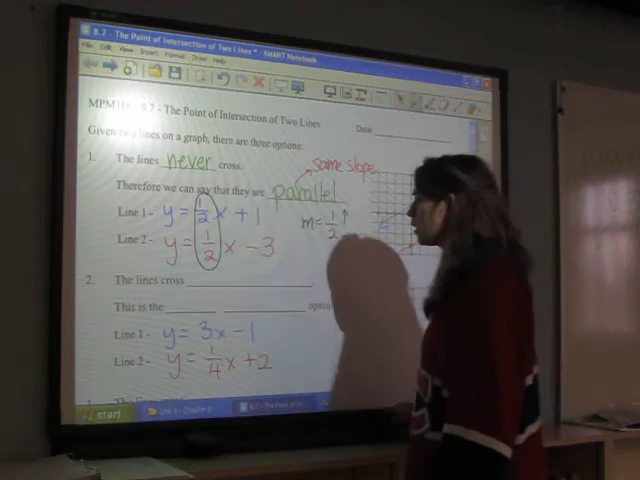 8.7 - The Point of Intersection of Two Lines * - SMART Notebook
File Edit View Insert Format Draw Help
MPM1D 8.7 - The Point of Intersection of Two Lines
Date:
Given two lines on a graph, there are three options:
1. The lines never cross.
same slope
Therefore we can say that they are parallel
Line 1 - y = 1/2 x + 1
m = 1/2
Line 2 - y = 1/2 x - 3
2. The lines cross
This is the
Line 1- y = 3x - 1
Line 2 - y = 1/4 x + 2
start